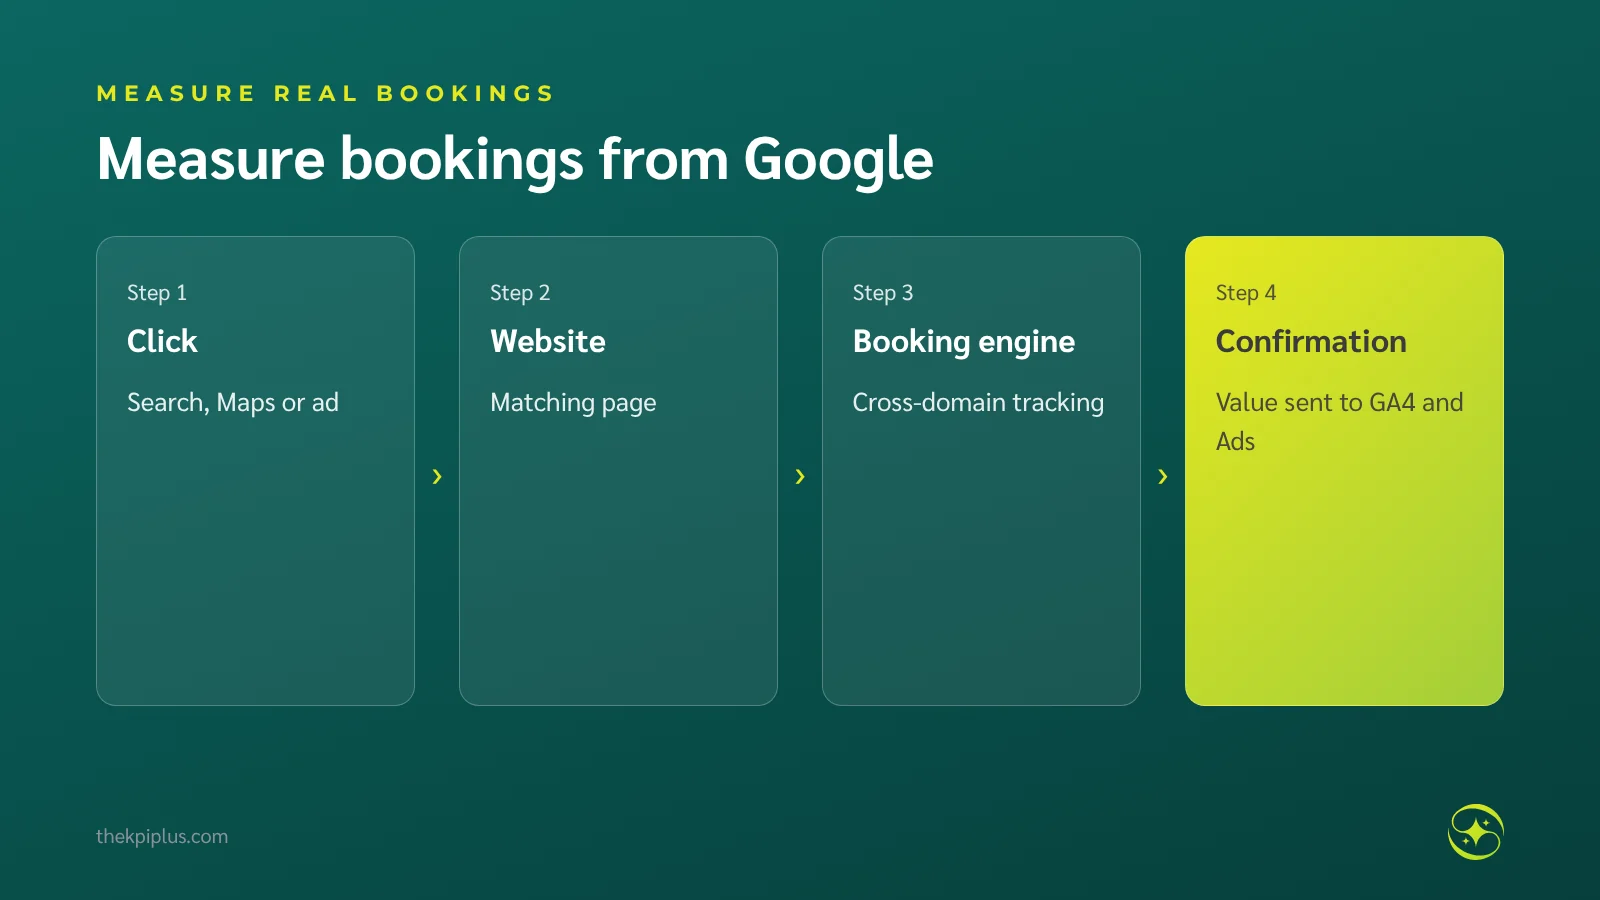 MEASURE REAL BOOKINGS
Measure bookings from Google
Step 1
Click
Search, Maps or ad
›
Step 2
Website
Matching page
›
Step 3
Booking engine
Cross-domain tracking
›
Step 4
Confirmation
Value sent to GA4 and
Ads
thekpiplus.com